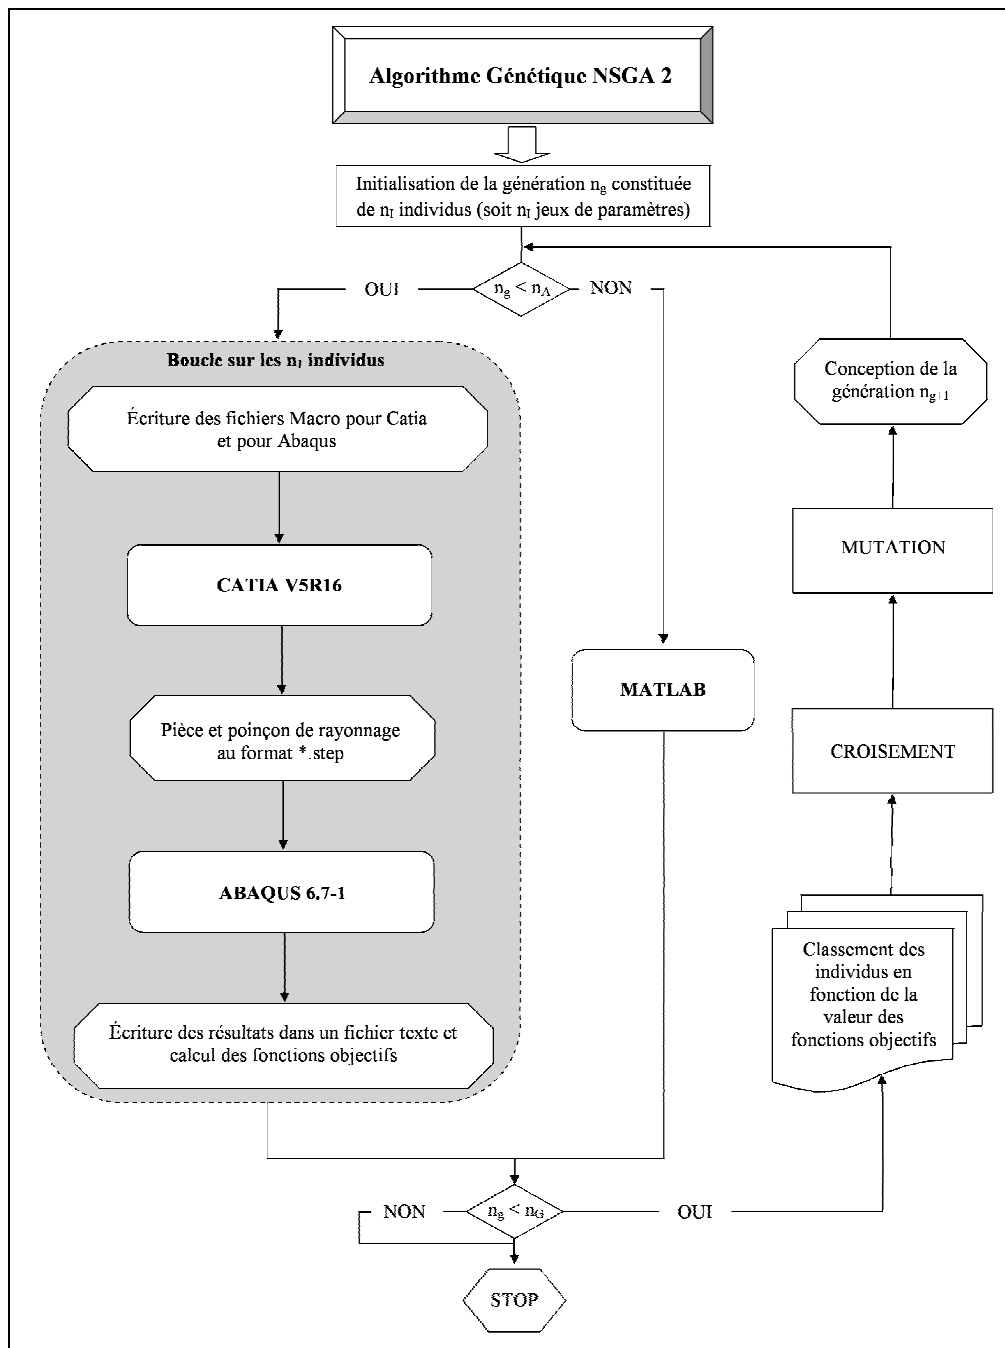 Algorithme Génétique NSGA 2
Initialisation de la génération ng constituée
de nI individus (soit nI jeux de paramètres)
OUI
ng < nA
NON
Boucle sur les nI individus
Écriture des fichiers Macro pour Catia
et pour Abaqus
CATIA V5R16
Pièce et poinçon de rayonnage
au format *.step
ABAQUS 6.7-1
Écriture des résultats dans un fichier texte et
calcul des fonctions objectifs
MATLAB
Conception de la
génération ng+1
MUTATION
CROISEMENT
Classement des
individus en
fonction de la
valeur des
fonctions objectifs
NON
ng < nG
OUI
STOP